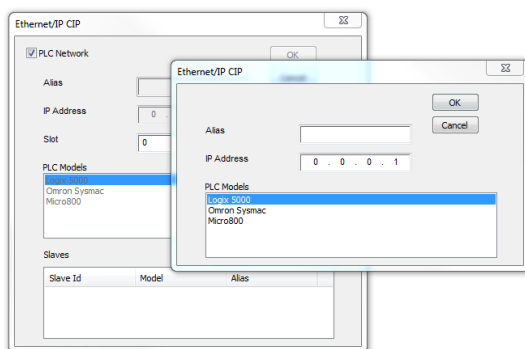 Ethernet/IP CIP
PLC Network
OK
Cancel
Alias
IP Address
0 .
Slot
0
PLC Models
Logix 5000
Omron Sysmac
Micro800
Slaves
Slave Id Model Alias
Ethernet/IP CIP
OK
Cancel
Alias
IP Address
0 . 0 . 0 . 1
PLC Models
Logix 5000
Omron Sysmac
Micro800